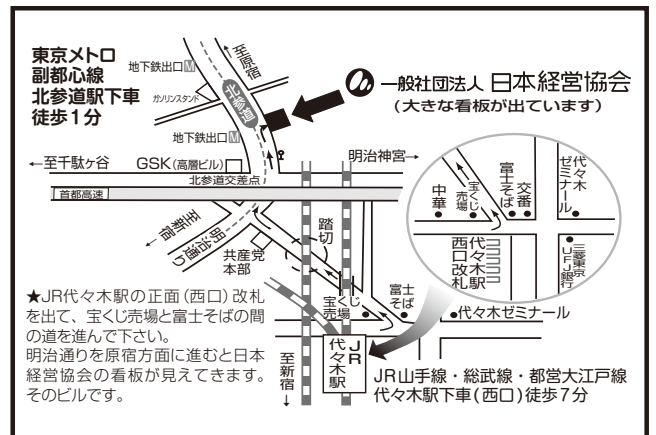 東京メトロ
副都心線
北参道駅下車
徒歩1分
至原宿
地下鉄出口M
北参道
ガソリンスタンド
地下鉄出口M
一般社団法人 日本経営協会
(大きな看板が出ています)
←至千駄ヶ谷
GSK(高層ビル)
明治神宮→
北参道交差点
首都高速
至新宿
明治通り
共産党
本部
踏切
宝くじ
売場
富士
そば
代々木ゼミナール
JR
代々木駅
至新宿
↓
中華
宝くじ
売場
富士そば
交番
代々木
ゼミナール
代々木駅
西口改札
三菱東京
UFJ銀行
★JR代々木駅の正面(西口)改札
を出て、宝くじ売場と富士そばの間
の道を進んで下さい。
明治通りを原宿方面に進むと日本
経営協会の看板が見えてきます。
そのビルです。
JR山手線・総武線・都営大江戸線
代々木駅下車(西口)徒歩7分